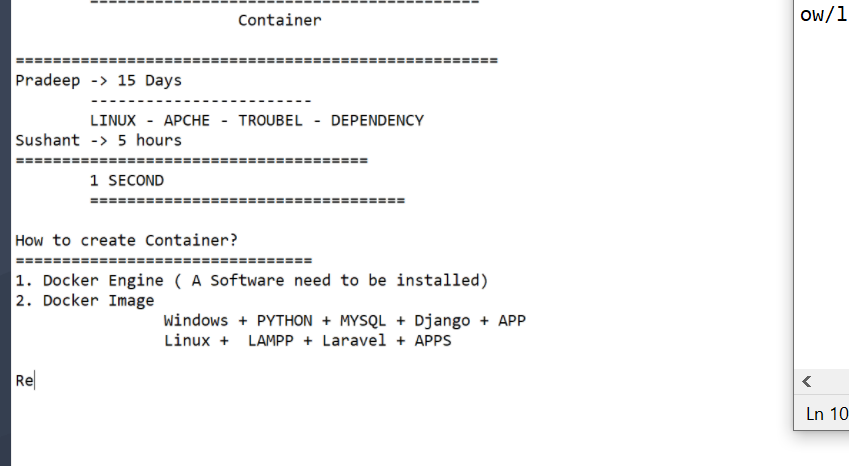 -------------------------------------------
Container
====================================================
Pradeep -> 15 Days
------------------------
LINUX - APCHE - TROUBEL - DEPENDENCY
Sushant -> 5 hours
======================================
1 SECOND
==================================
How to create Container?
================================
1. Docker Engine ( A Software need to be installed)
2. Docker Image
Windows + PYTHON + MYSQL + Django + APP
Linux +  LAMPP + Laravel + APPS
Re
ow/l
Ln 10